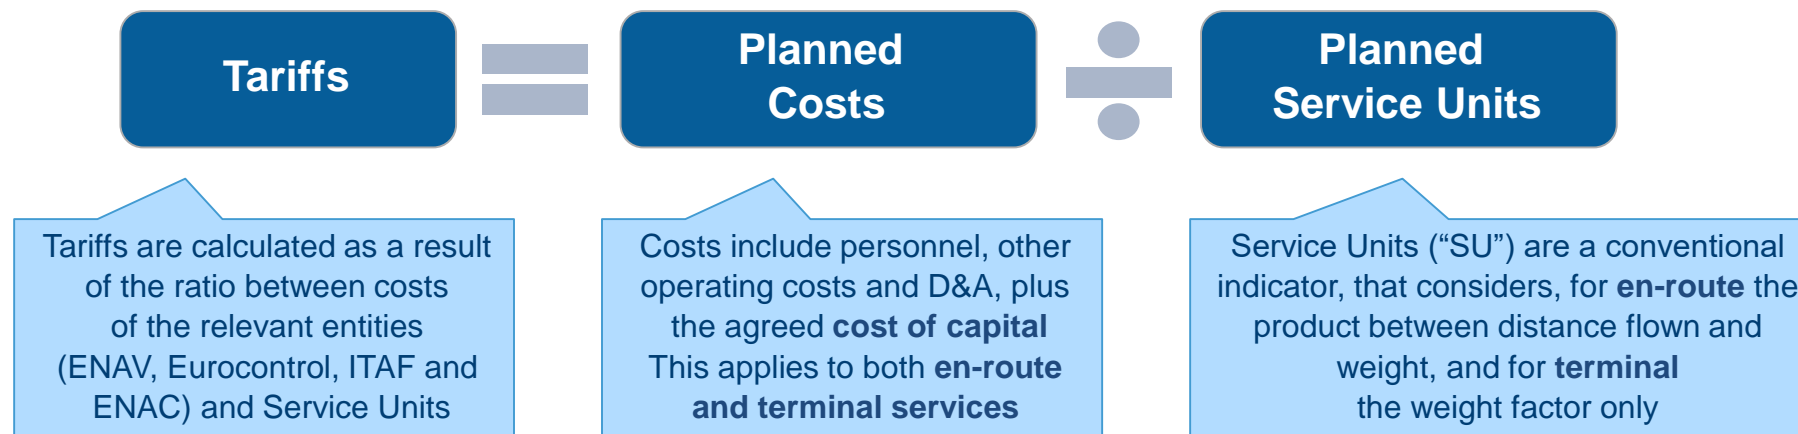 Tariffs
Planned
Costs
Planned
Service Units
Tariffs are calculated as a result
of the ratio between costs
of the relevant entities
(ENAV, Eurocontrol, ITAF and
ENAC) and Service Units
Costs include personnel, other
operating costs and D&A, plus
the agreed cost of capital
This applies to both en-route
and terminal services
Service Units (“SU”) are a conventional
indicator, that considers, for en-route the
product between distance flown and
weight, and for terminal
the weight factor only